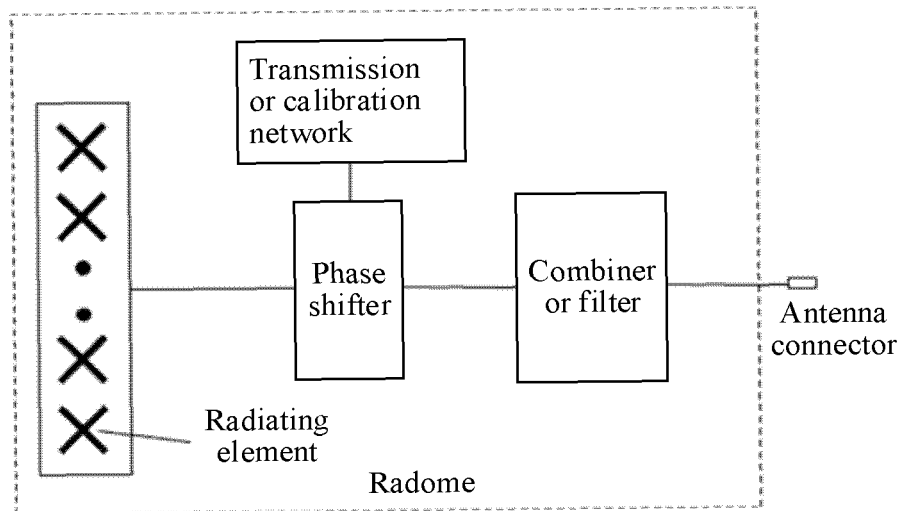 Transmission
or calibration
network
Phase
shifter
Combiner
or filter
Antenna
connector
Radiating
element
Radome